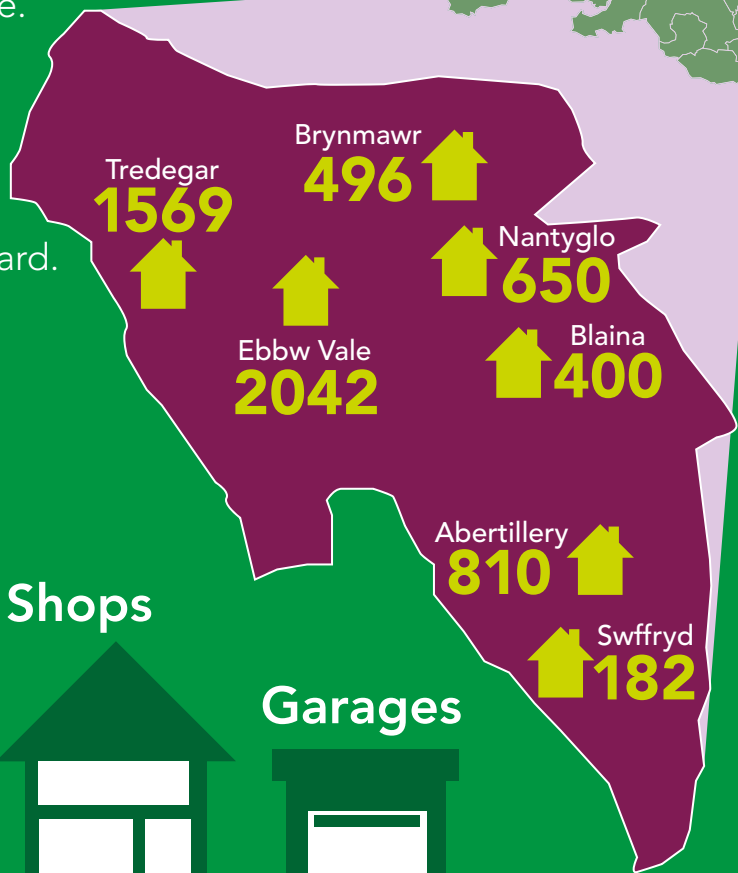 e.
ard.
Brynmawr
496
Tredegar
1569
Nantyglo
650
Ebbw Vale
2042
Blaina
400
Abertillery
810
Swffryd
182
Shops
Garages